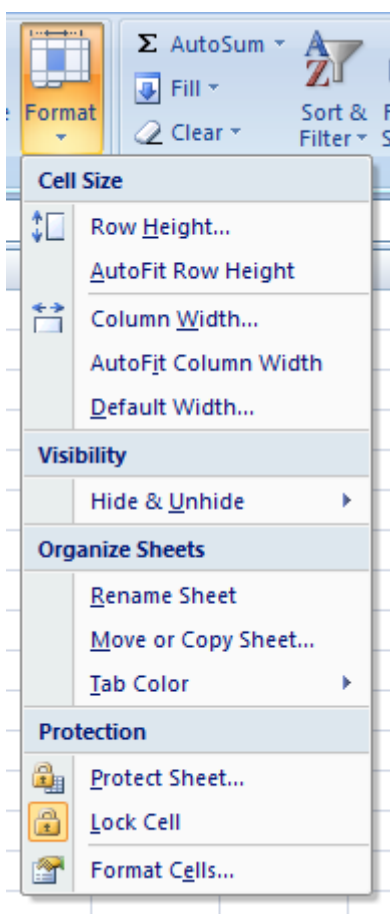 Σ AutoSum
Fill
Clear
Format
Sort &
Filter
Cell Size
Row Height...
AutoFit Row Height
Column Width...
AutoFit Column Width
Default Width...
Visibility
Hide & Unhide
Organize Sheets
Rename Sheet
Move or Copy Sheet...
Tab Color
Protection
Protect Sheet...
Lock Cell
Format Cells...